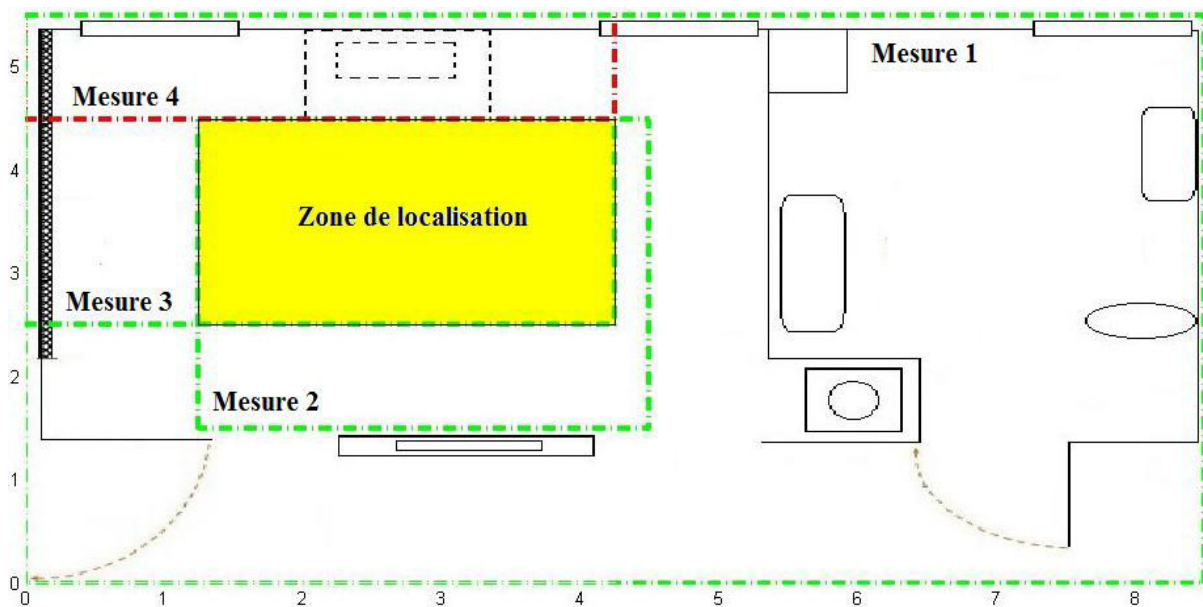 Mesure 1
5
Mesure 4
4
Zone de localisation
3
Mesure 3
2
Mesure 2
1
0
0 1 2 3 4 5 6 7 8